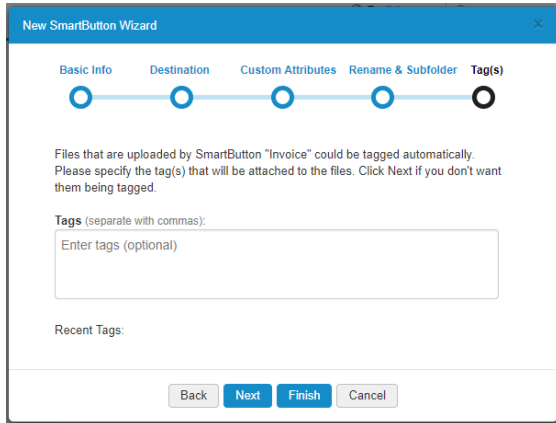 New SmartButton Wizard
×
Basic Info Destination Custom Attributes Rename & Subfolder Tag(s)
Files that are uploaded by SmartButton "Invoice" could be tagged automatically.
Please specify the tag(s) that will be attached to the files. Click Next if you don't want
them being tagged.
Tags (separate with commas):
Enter tags (optional)
Recent Tags:
Back Next Finish Cancel